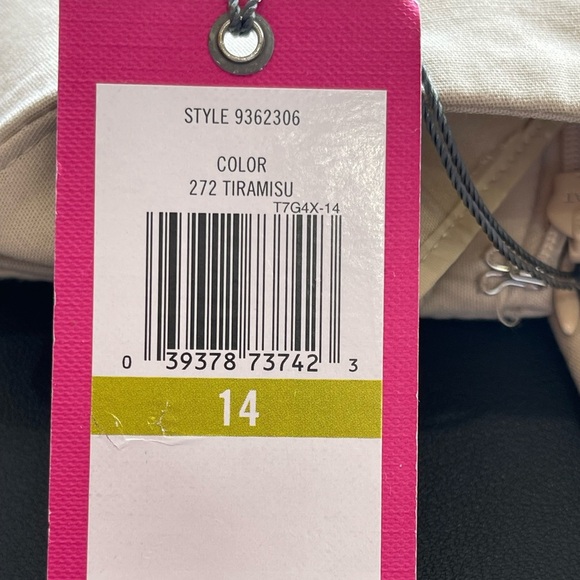 STYLE 9362306
COLOR
272 TIRAMISU
T7G4X-14
0 39378 73742 3
14